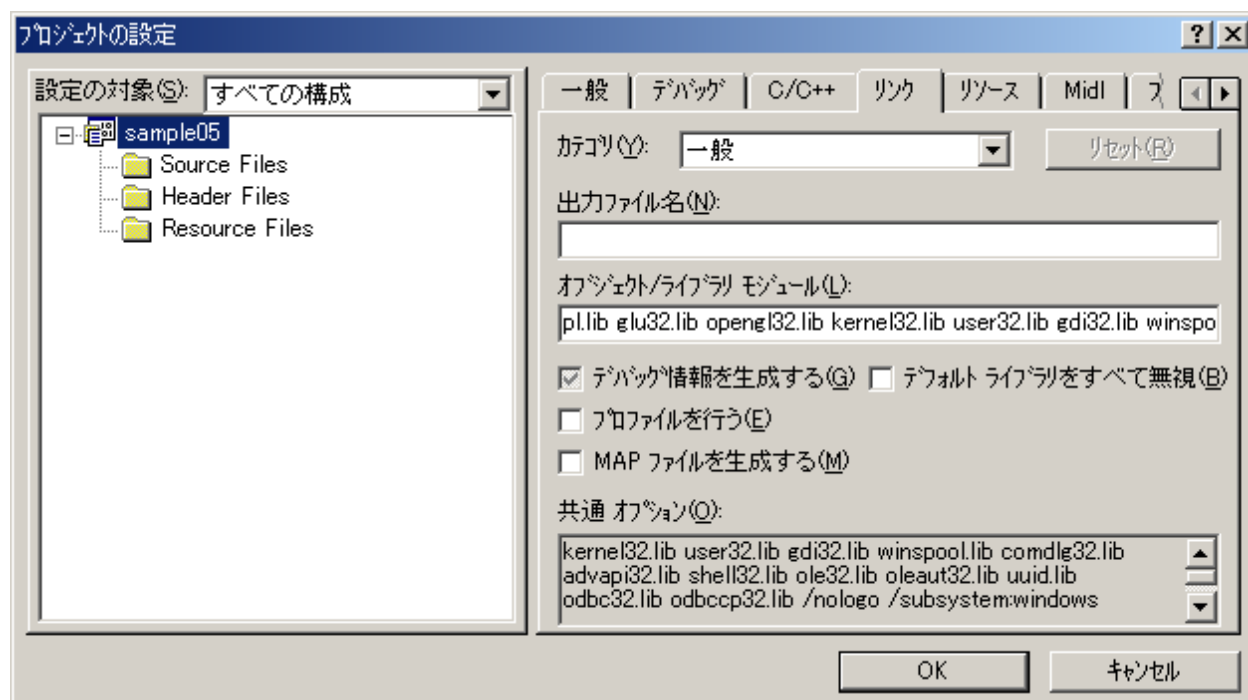 プロジェクトの設定
設定の対象(S): すべての構成
sample05
Source Files
Header Files
Resource Files
一般 デバッグ C/C++ リンク リソース Midl
カテゴリ(Y): 一般 リセット(R)
出力ファイル名(N):
オブジェクト/ライブラリ モジュール(L):
pl.lib glu32.lib opengl32.lib kernel32.lib user32.lib gdi32.lib winspo
デバッグ情報を生成する(G) デフォルト ライブラリをすべて無視(B)
プロファイルを行う(E)
MAP ファイルを生成する(M)
共通 オプション(O):
kernel32.lib user32.lib gdi32.lib winspool.lib comdlg32.lib
advapi32.lib shell32.lib ole32.lib oleaut32.lib uuid.lib
odbc32.lib odbccp32.lib /nologo /subsystem:windows
OK キャンセル